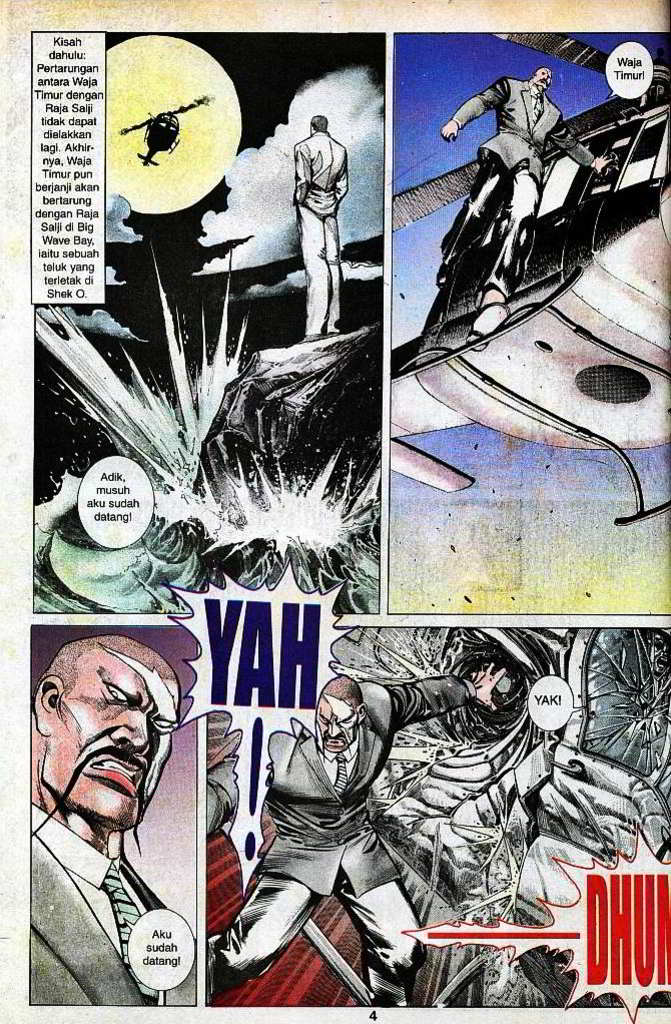 Kisah
dahulu:
Pertarungan
antara Waja
Timur dengan
Raja Salji
tidak dapat
dielakkan
lagi. Akhir-
nya, Waja
Timur pun
berjanji akan
bertarung
dengan Raja
Salji di Big
Wave Bay,
iaitu sebuah
teluk yang
terletak di
Shek O.
Adik,
musuh
aku sudah
datang!
Waja
Timur!
Aku
sudah
datang!
YAH
!
YAK!
DHUM
4